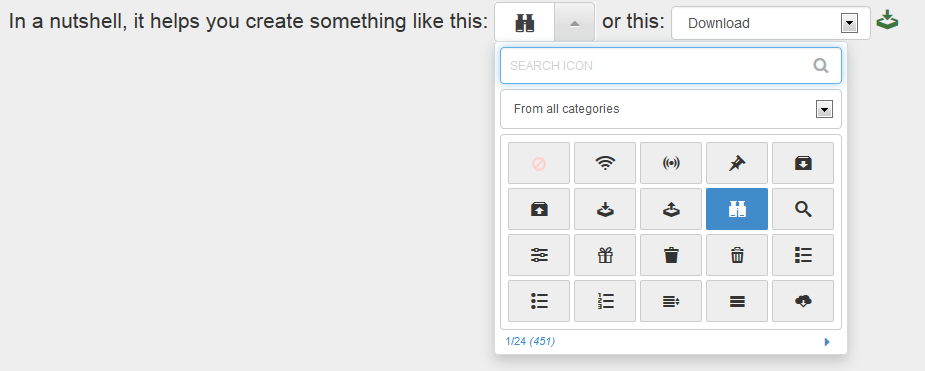 In a nutshell, it helps you create something like this: or this: Download
SEARCH ICON
From all categories
1/24 (451)